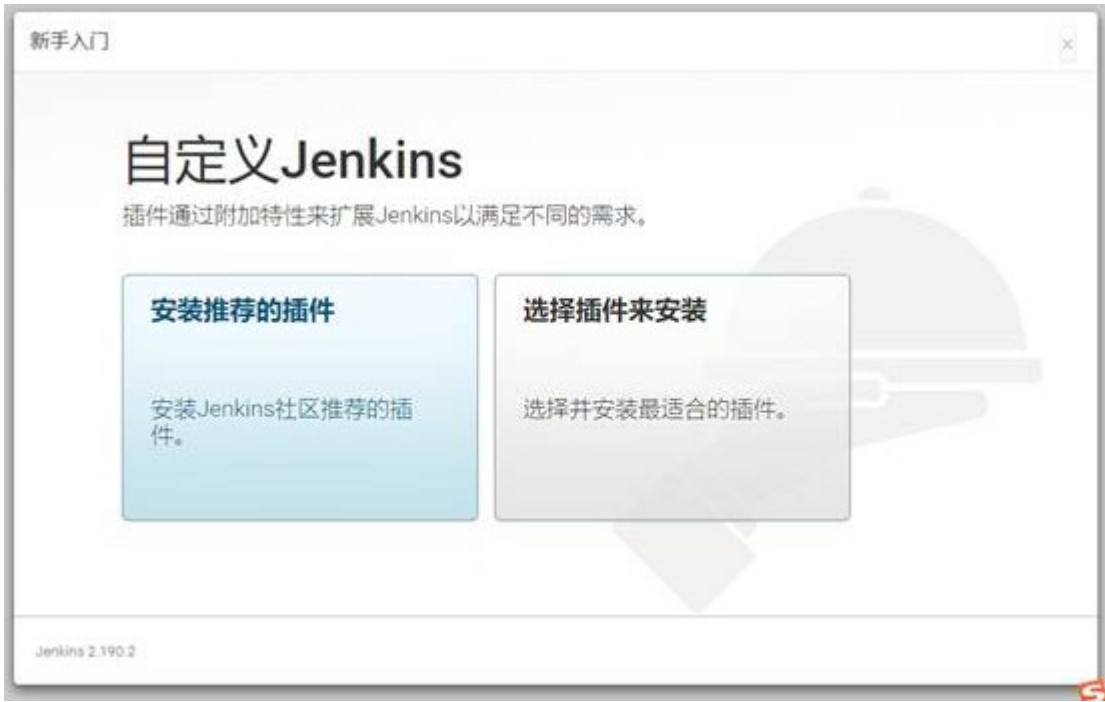 新手入门
×
自定义Jenkins
插件通过附加特性来扩展Jenkins以满足不同的需求。
安装推荐的插件
安装Jenkins社区推荐的插
件。
选择插件来安装
选择并安装最适合的插件。
Jenkins 2.190.2
S